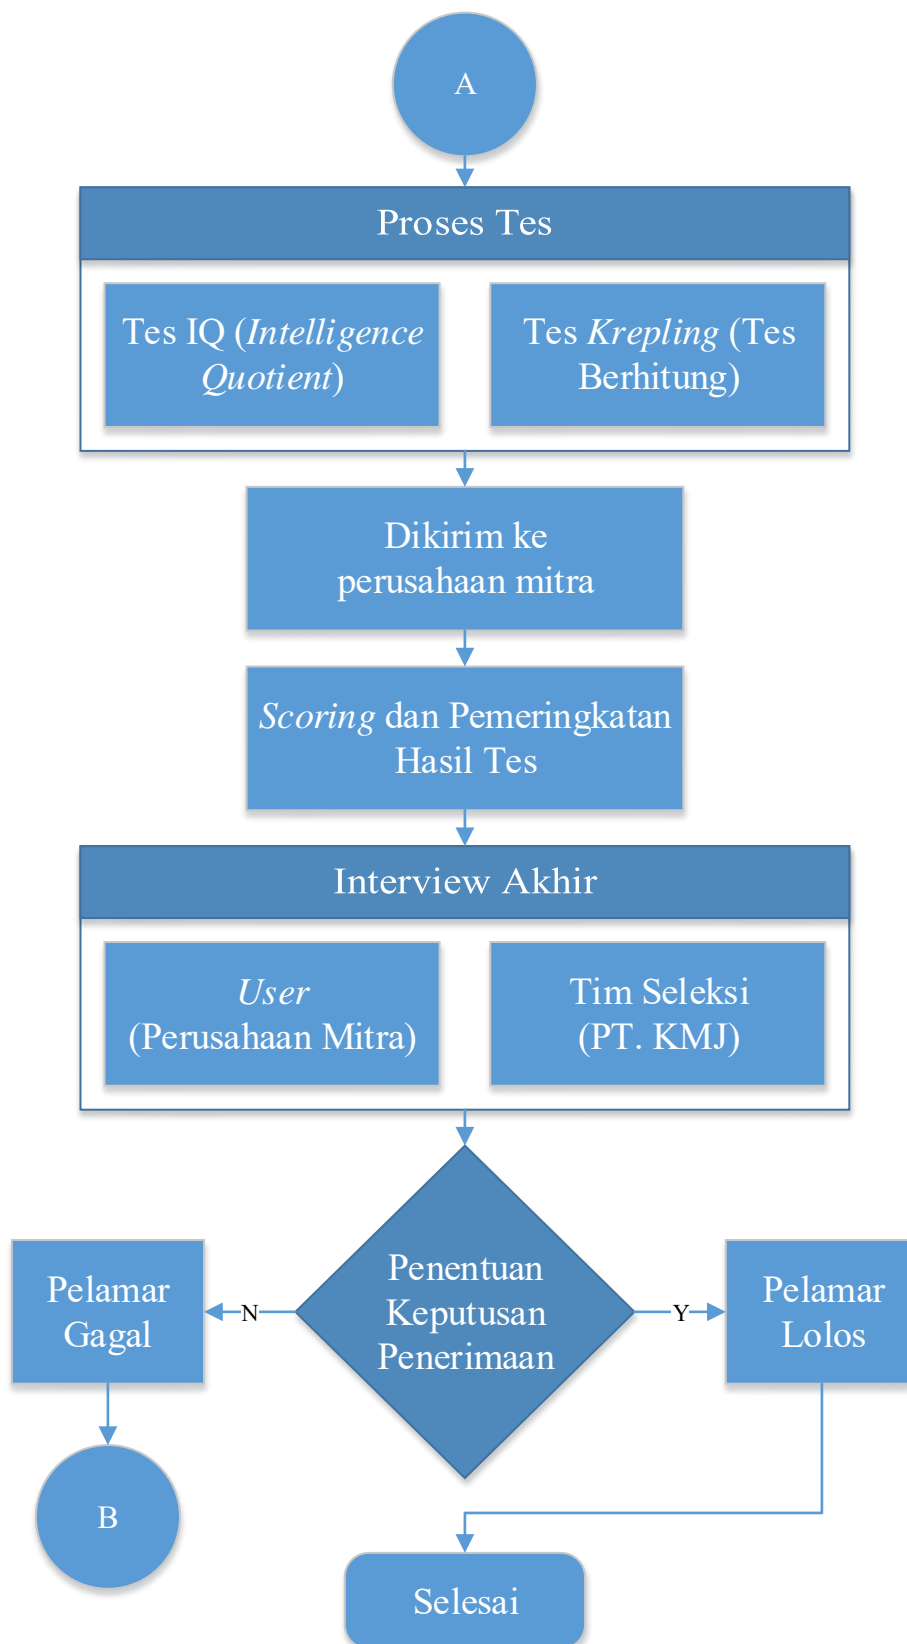 A
Proses Tes
Tes IQ (Intelligence
Quotient)
Tes Krepling (Tes
Berhitung)
Dikirim ke
perusahaan mitra
Scoring dan Pemeringkatan
Hasil Tes
Interview Akhir
User
(Perusahaan Mitra)
Tim Seleksi
(PT. KMJ)
Penentuan
Keputusan
Penerimaan
N
Y
Pelamar
Gagal
Pelamar
Lolos
B
Selesai